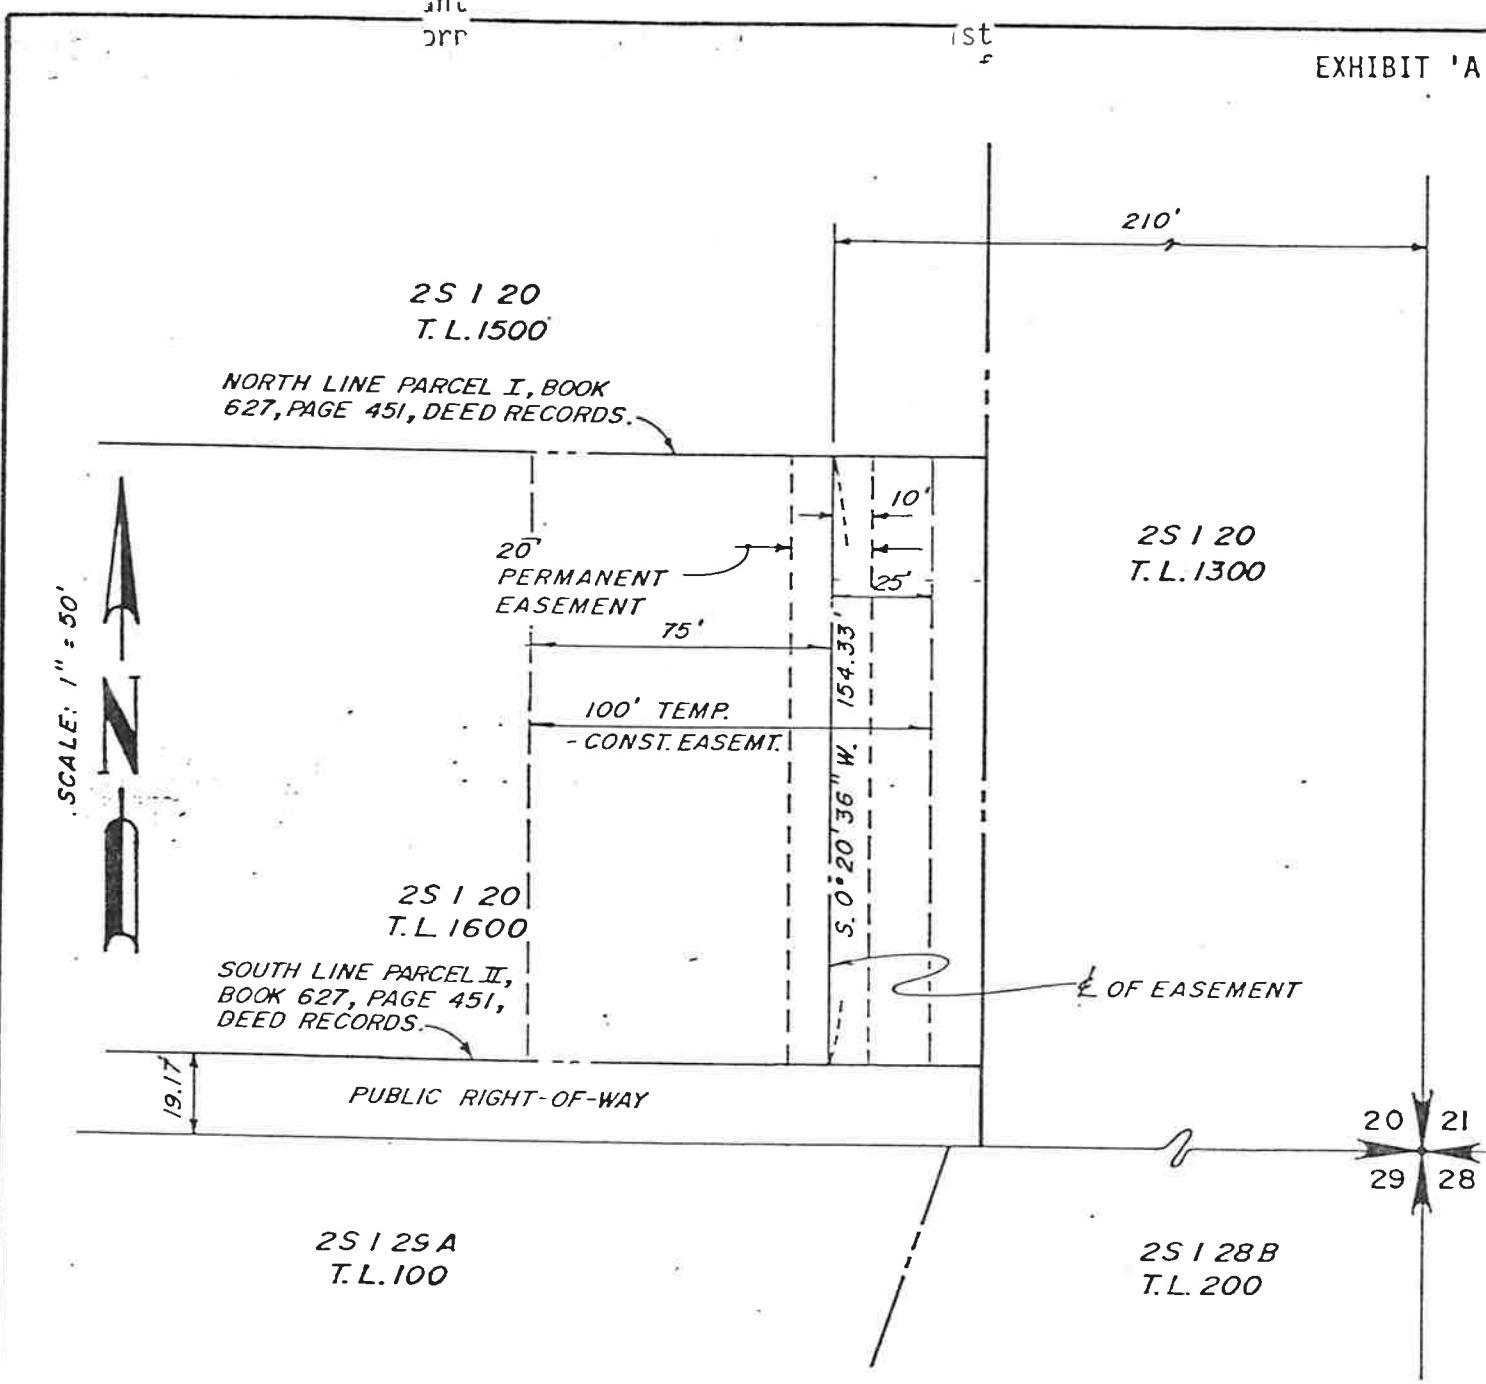 EXHIBIT 'A
210'
2S 1 20
T.L.1500
NORTH LINE PARCEL I, BOOK
627, PAGE 451, DEED RECORDS.
10'
20'
PERMANENT
EASEMENT
25'
2S 1 20
T.L.1300
75'
SCALE: 1" = 50'
N
100' TEMP.
CONST. EASEMT.
S. 0° 20' 36" W. 154.33'
2S 1 20
T.L 1600
SOUTH LINE PARCEL II,
BOOK 627, PAGE 451,
DEED RECORDS.
℄ OF EASEMENT
19.17'
PUBLIC RIGHT-OF-WAY
20 21
29 28
2S 1 29A
T.L.100
2S 1 28B
T.L. 200